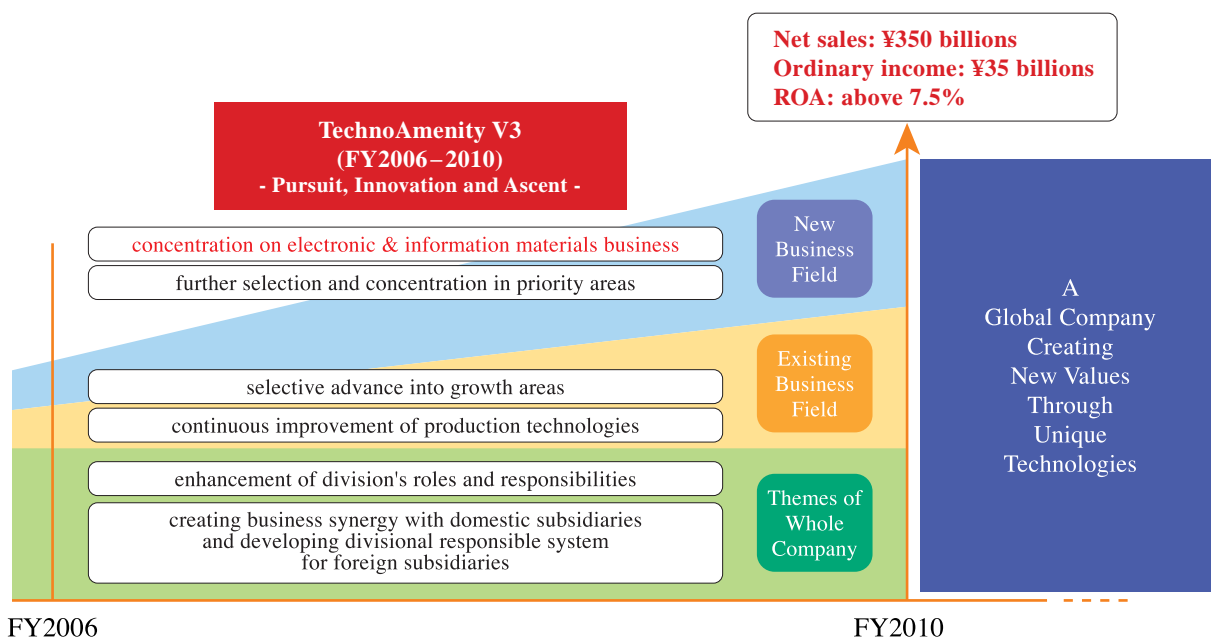 Net sales: ¥350 billions
Ordinary income: ¥35 billions
ROA: above 7.5%
TechnoAmenity V3
(FY2006–2010)
- Pursuit, Innovation and Ascent -
concentration on electronic & information materials business
further selection and concentration in priority areas
New
Business
Field
selective advance into growth areas
continuous improvement of production technologies
Existing
Business
Field
enhancement of division's roles and responsibilities
creating business synergy with domestic subsidiaries
and developing divisional responsible system
for foreign subsidiaries
Themes of
Whole
Company
A
Global Company
Creating
New Values
Through
Unique
Technologies
FY2006
FY2010